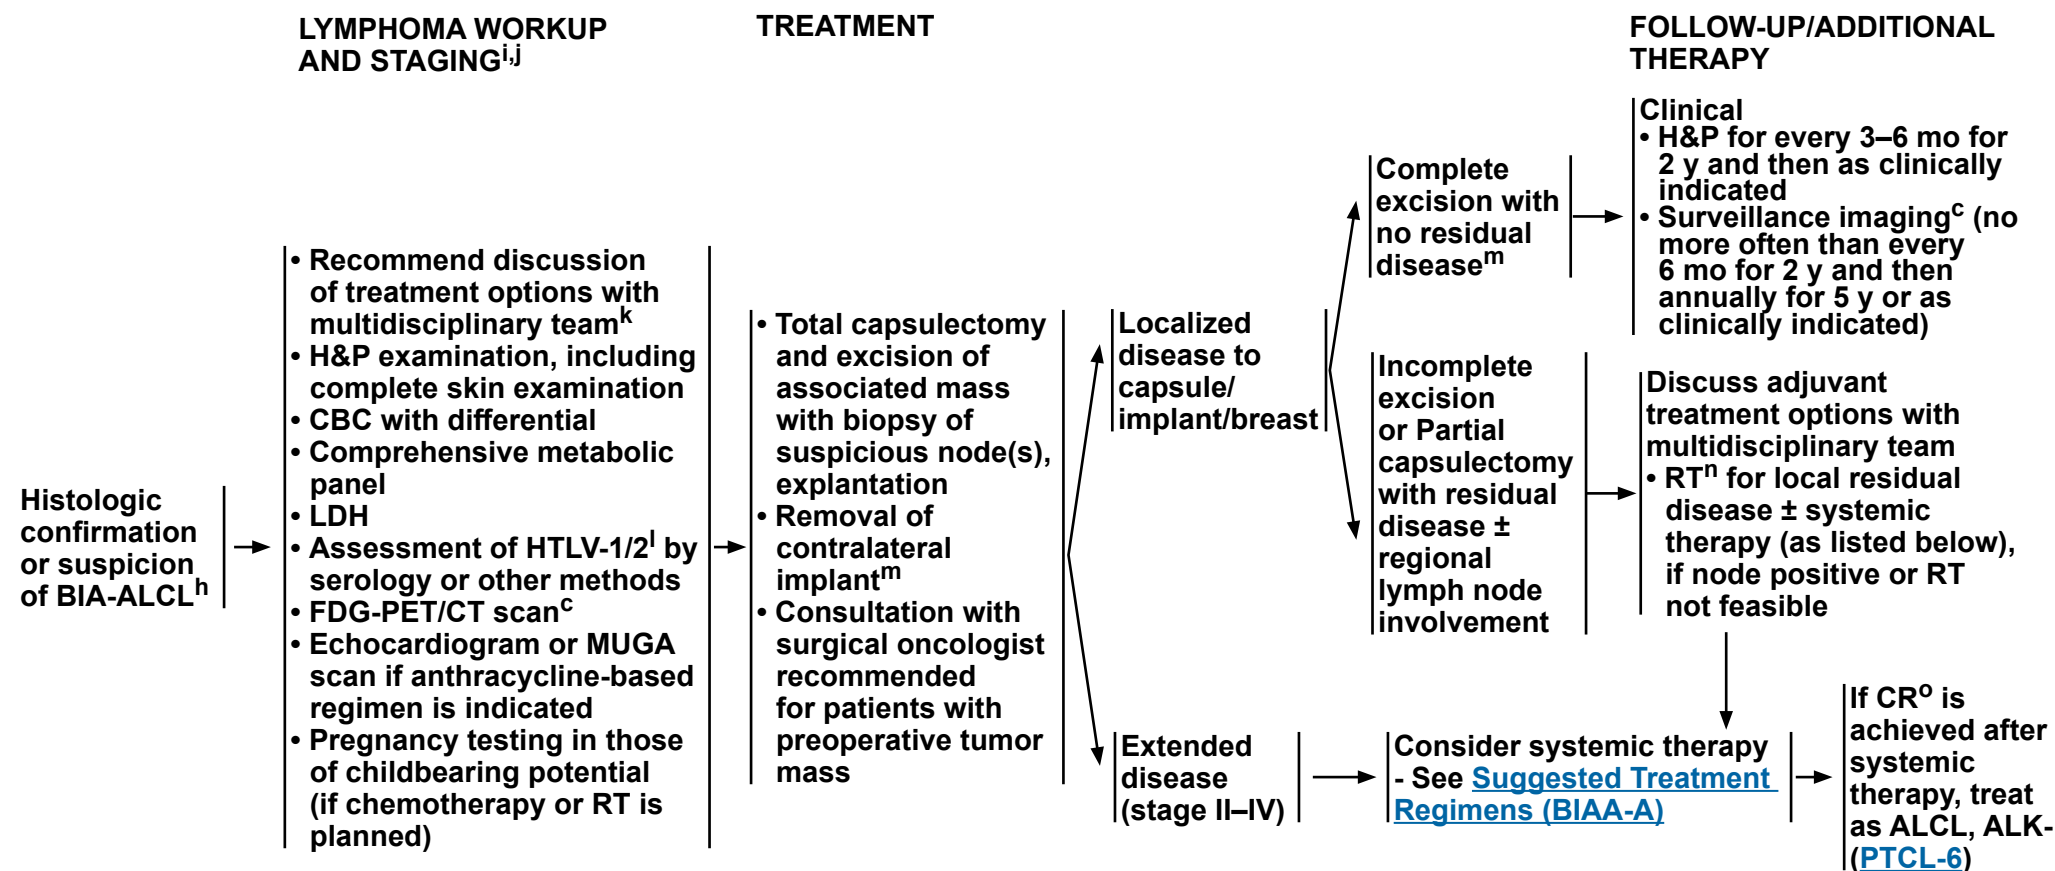 LYMPHOMA WORKUP
AND STAGINGi,j
TREATMENT
FOLLOW-UP/ADDITIONAL
THERAPY
Histologic
confirmation
or suspicion
of BIA-ALCLh
• Recommend discussion
of treatment options with
multidisciplinary teamk
• H&P examination, including
complete skin examination
• CBC with differential
• Comprehensive metabolic
panel
• LDH
• Assessment of HTLV-1/2l by
serology or other methods
• FDG-PET/CT scanc
• Echocardiogram or MUGA
scan if anthracycline-based
regimen is indicated
• Pregnancy testing in those
of childbearing potential
(if chemotherapy or RT is
planned)
• Total capsulectomy
and excision of
associated mass
with biopsy of
suspicious node(s),
explantation
• Removal of
contralateral
implantm
• Consultation with
surgical oncologist
recommended
for patients with
preoperative tumor
mass
Localized
disease to
capsule/
implant/breast
Complete
excision with
no residual
diseasem
Clinical
• H&P for every 3–6 mo for
2 y and then as clinically
indicated
• Surveillance imagingc (no
more often than every
6 mo for 2 y and then
annually for 5 y or as
clinically indicated)
Incomplete
excision
or Partial
capsulectomy
with residual
disease ±
regional
lymph node
involvement
Discuss adjuvant
treatment options with
multidisciplinary team
• RTn for local residual
disease ± systemic
therapy (as listed below),
if node positive or RT
not feasible
Extended
disease
(stage II–IV)
Consider systemic therapy
- See Suggested Treatment
Regimens (BIAA-A)
If CRo is
achieved after
systemic
therapy, treat
as ALCL, ALK-
(PTCL-6)